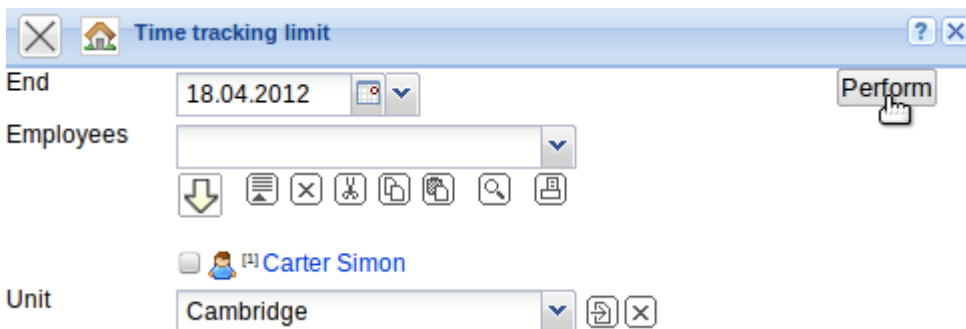 Time tracking limit ?
End 18.04.2012 Perform
Employees
[1] Carter Simon
Unit Cambridge